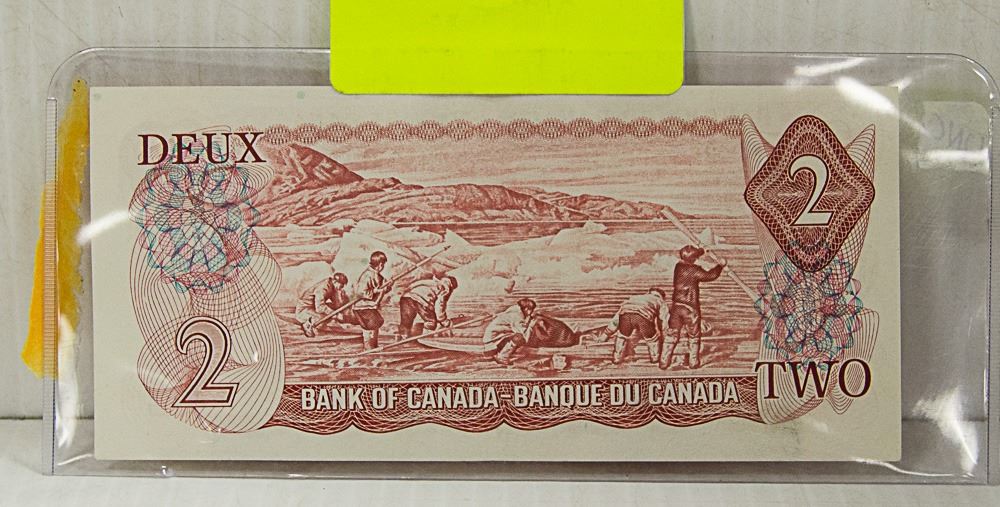 DEUX
2
2
BANK OF CANADA-BANQUE DU CANADA
TWO